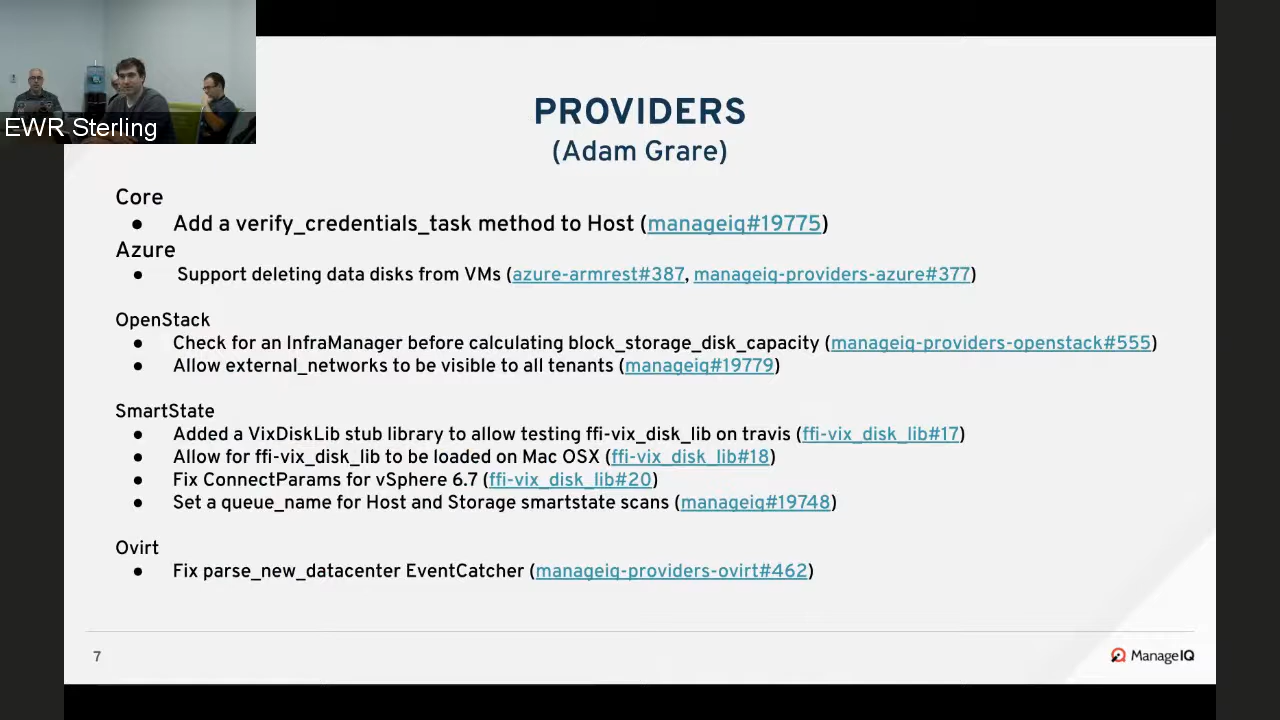 EWR Sterling
PROVIDERS
(Adam Grare)
Core
● Add a verify_credentials_task method to Host (manageiq#19775)
Azure
● Support deleting data disks from VMs (azure-armrest#387, manageiq-providers-azure#377)
OpenStack
● Check for an InfraManager before calculating block_storage_disk_capacity (manageiq-providers-openstack#555)
● Allow external_networks to be visible to all tenants (manageiq#19779)
SmartState
● Added a VixDiskLib stub library to allow testing ffi-vix_disk_lib on travis (ffi-vix_disk_lib#17)
● Allow for ffi-vix_disk_lib to be loaded on Mac OSX (ffi-vix_disk_lib#18)
● Fix ConnectParams for vSphere 6.7 (ffi-vix_disk_lib#20)
● Set a queue_name for Host and Storage smartstate scans (manageiq#19748)
Ovirt
● Fix parse_new_datacenter EventCatcher (manageiq-providers-ovirt#462)
7
ManageIQ